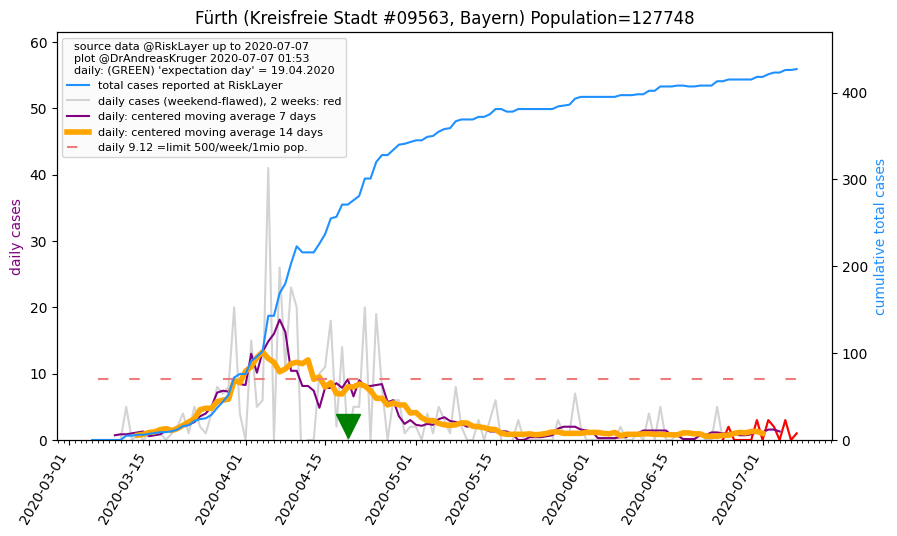 Fürth (Kreisfreie Stadt #09563, Bayern) Population=127748
source data @RiskLayer up to 2020-07-07
plot @DrAndreasKruger 2020-07-07 01:53
daily: (GREEN) 'expectation day' = 19.04.2020
total cases reported at RiskLayer
daily cases (weekend-flawed), 2 weeks: red
daily: centered moving average 7 days
daily: centered moving average 14 days
daily 9.12 =limit 500/week/1mio pop.
daily cases
60
50
40
30
20
10
0
cumulative total cases
400
300
200
100
0
2020-03-01
2020-03-15
2020-04-01
2020-04-15
2020-05-01
2020-05-15
2020-06-01
2020-06-15
2020-07-01